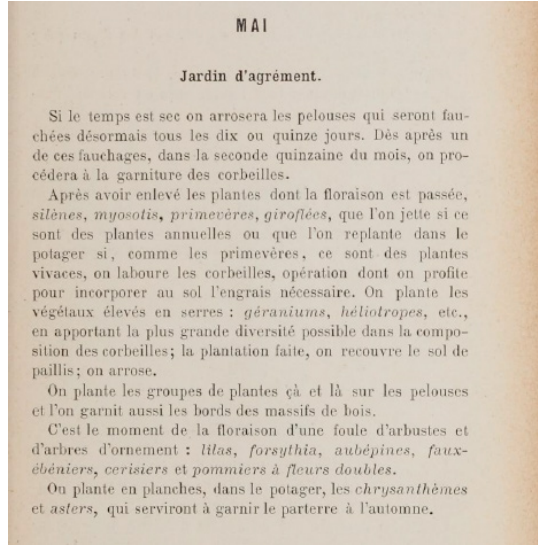 MAI
Jardin d'agrément.
Si le temps est sec on arrosera les pelouses qui seront fau-
chées désormais tous les dix ou quinze jours. Dès après un
de ces fauchages, dans la seconde quinzaine du mois, on pro-
cédera à la garniture des corbeilles.
Après avoir enlevé les plantes dont la floraison est passée,
silènes, myosotis, primevères, giroflées, que l'on jette si ce
sont des plantes annuelles ou que l'on replante dans le
potager si, comme les primevères, ce sont des plantes
vivaces, on laboure les corbeilles, opération dont on profite
pour incorporer au sol l'engrais nécessaire. On plante les
végétaux élevés en serres : géraniums, héliotropes, etc.,
en apportant la plus grande diversité possible dans la compo-
sition des corbeilles; la plantation faite, on recouvre le sol de
paillis; on arrose.
On plante les groupes de plantes çà et là sur les pelouses
et l'on garnit aussi les bords des massifs de bois.
C'est le moment de la floraison d'une foule d'arbustes et
d'arbres d'ornement : lilas, forsythia, aubépines, faux-
ébéniers, cerisiers et pommiers à fleurs doubles.
On plante en planches, dans le potager, les chrysanthèmes
et asters, qui serviront à garnir le parterre à l'automne.